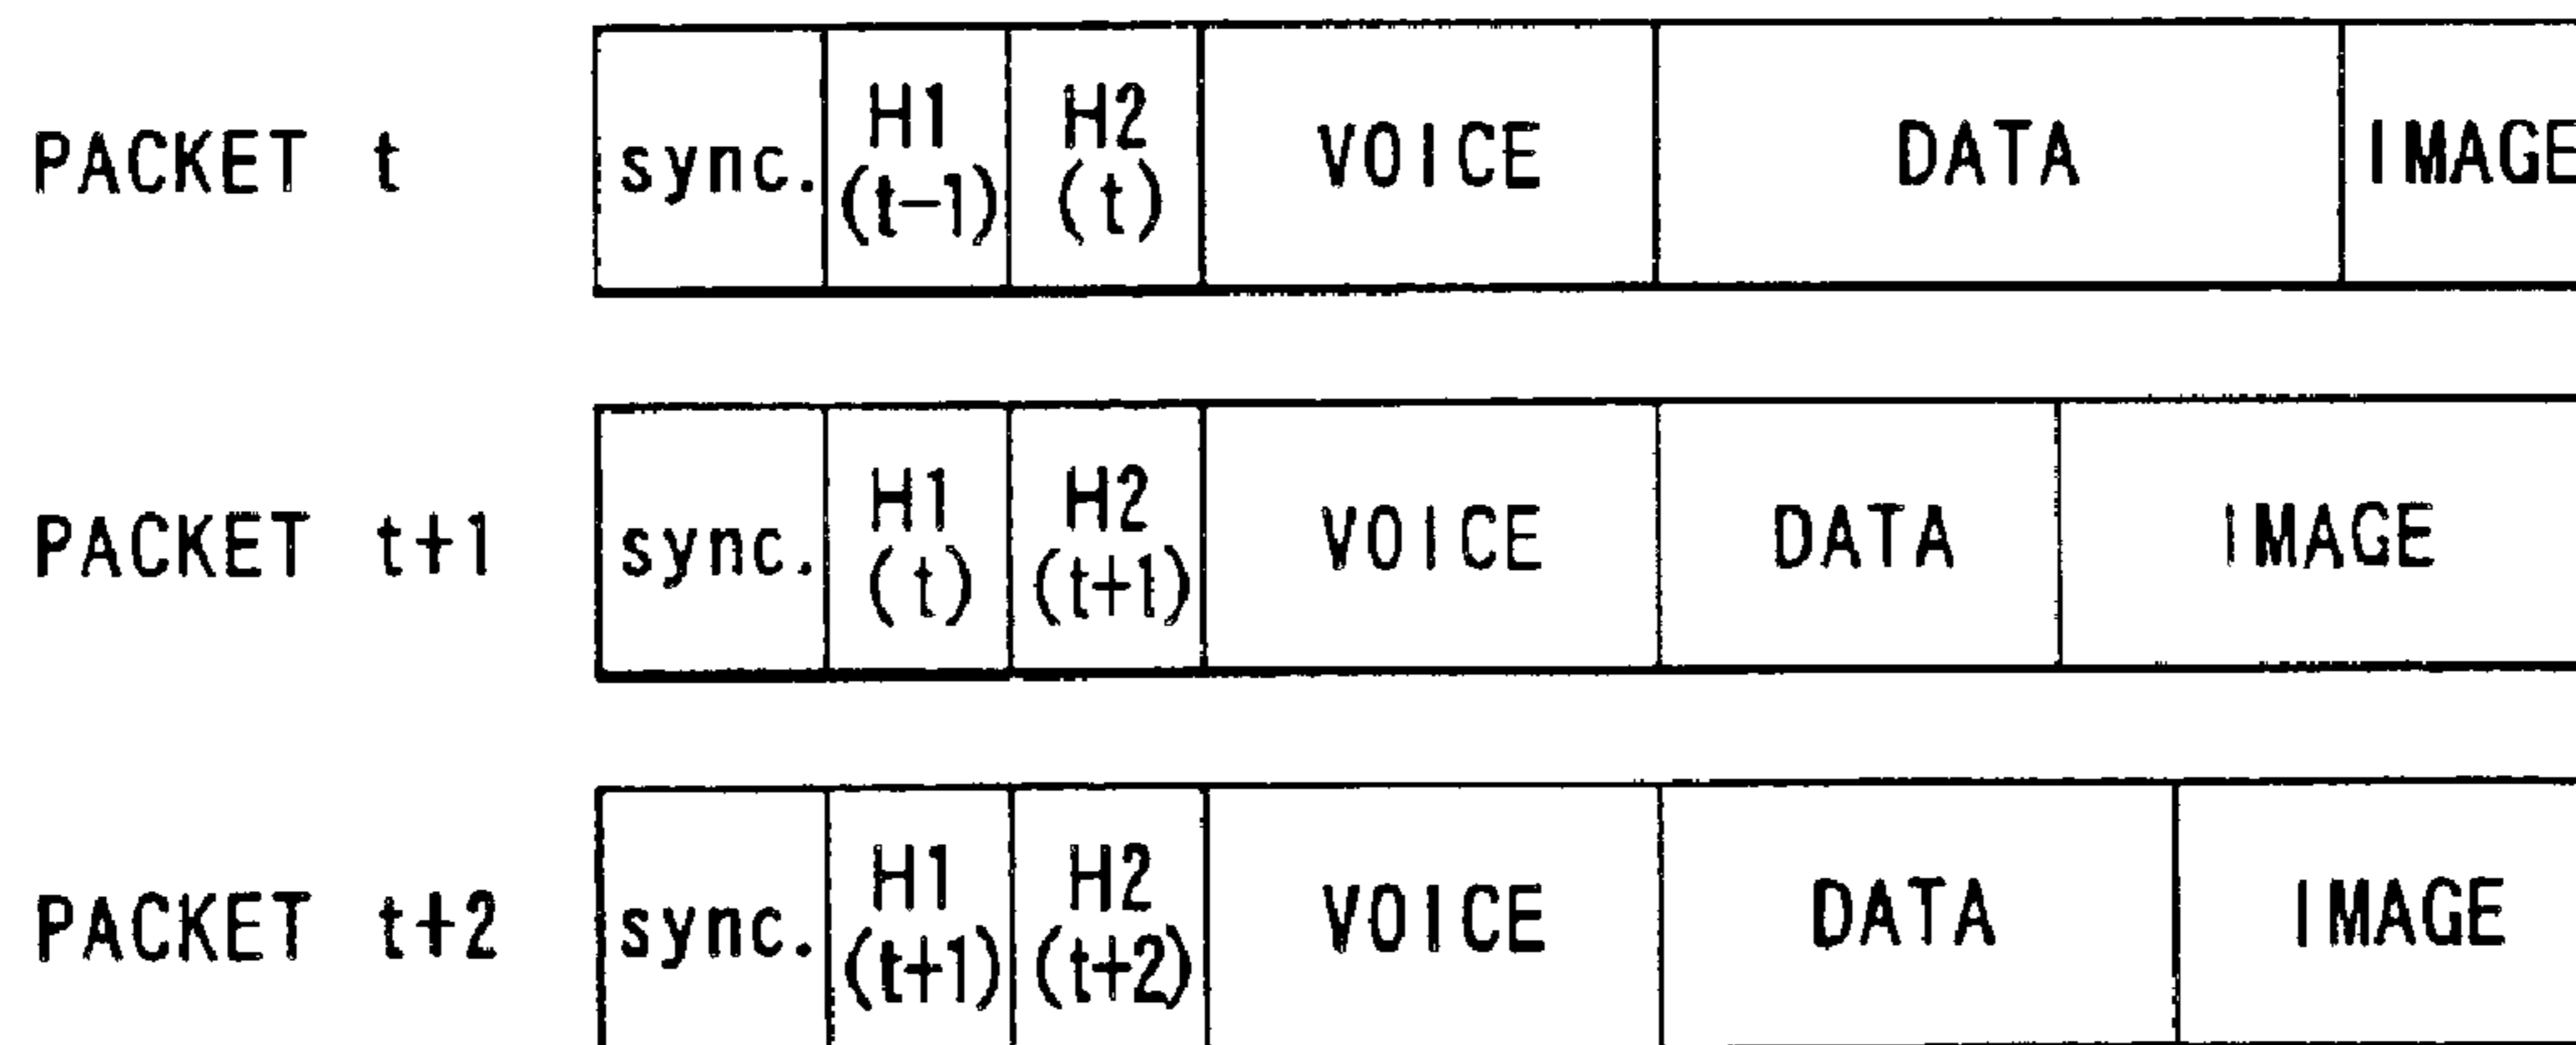 PACKET t sync. H1 (t-1) H2 (t) VOICE DATA IMAGE
PACKET t+1 sync. H1 (t) H2 (t+1) VOICE DATA IMAGE
PACKET t+2 sync. H1 (t+1) H2 (t+2) VOICE DATA IMAGE